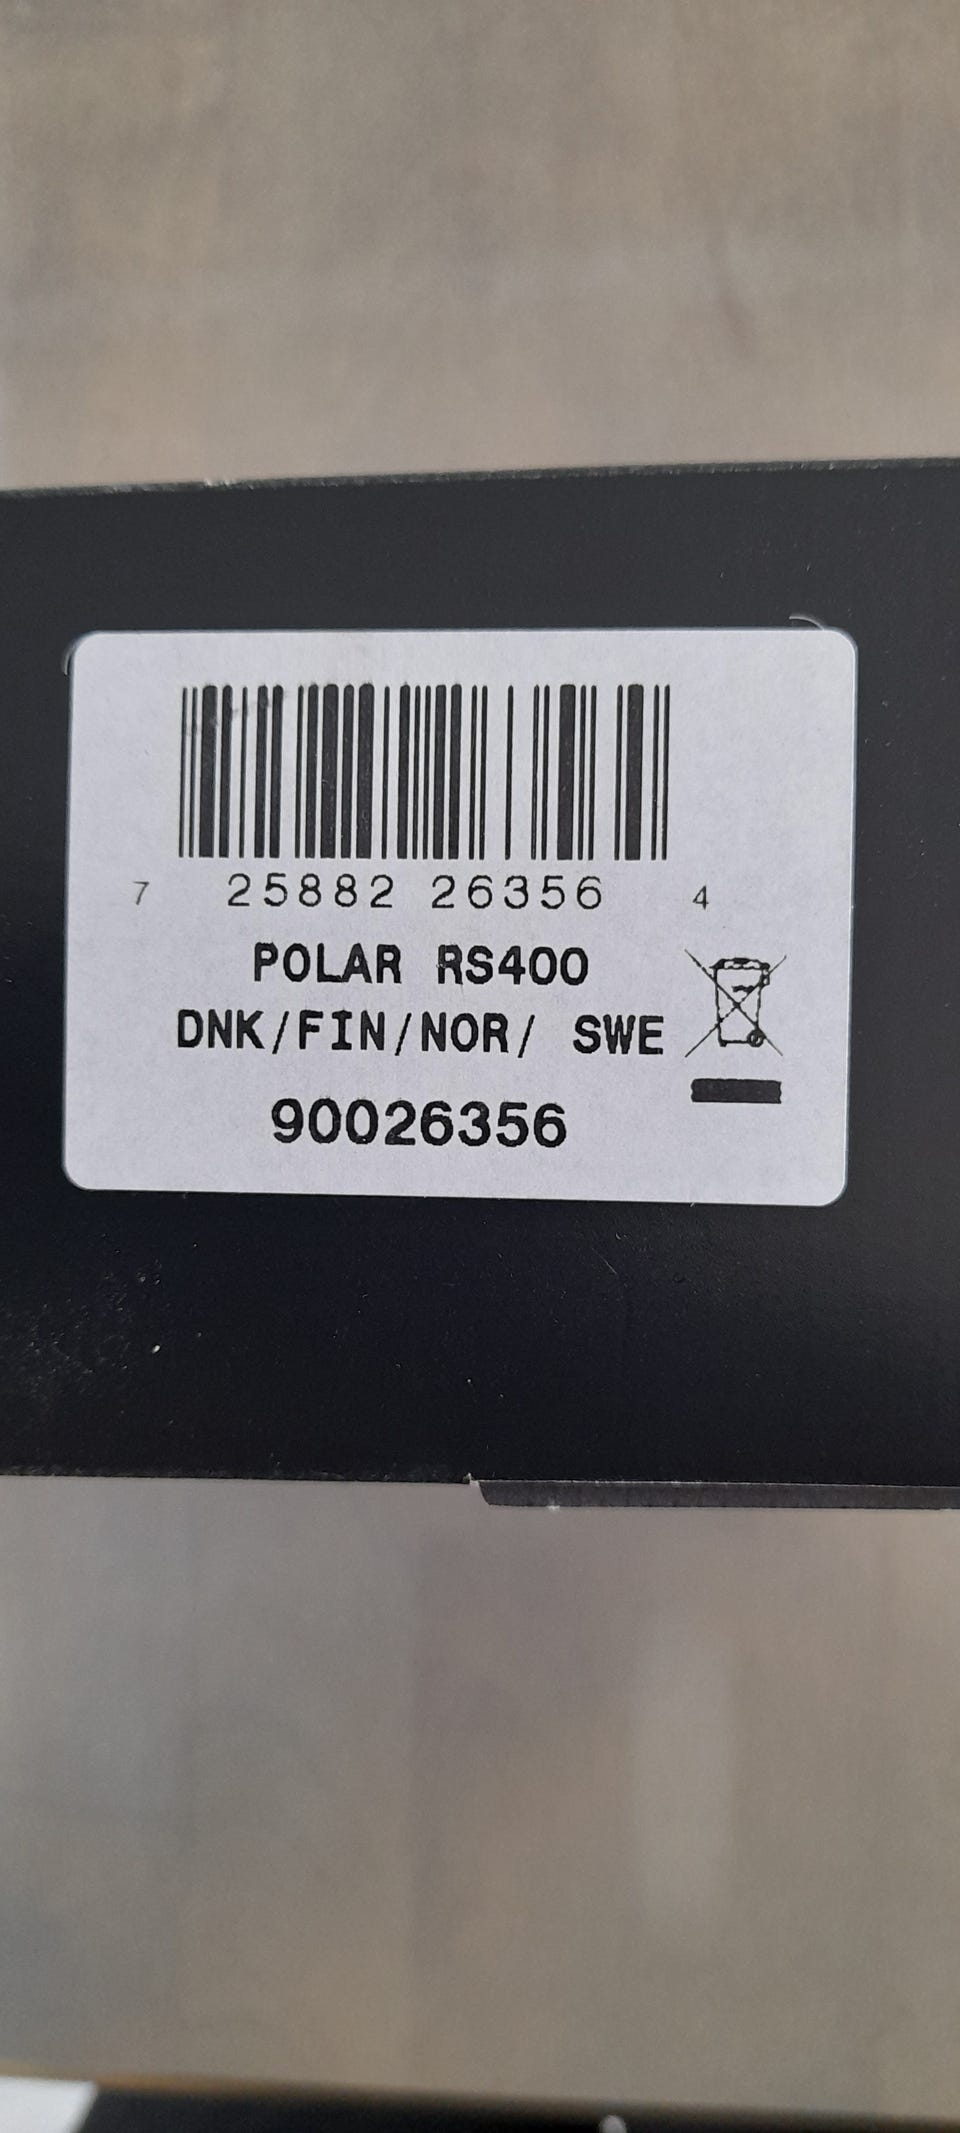 7 25882 26356 4
POLAR RS400
DNK/FIN/NOR/ SWE
90026356